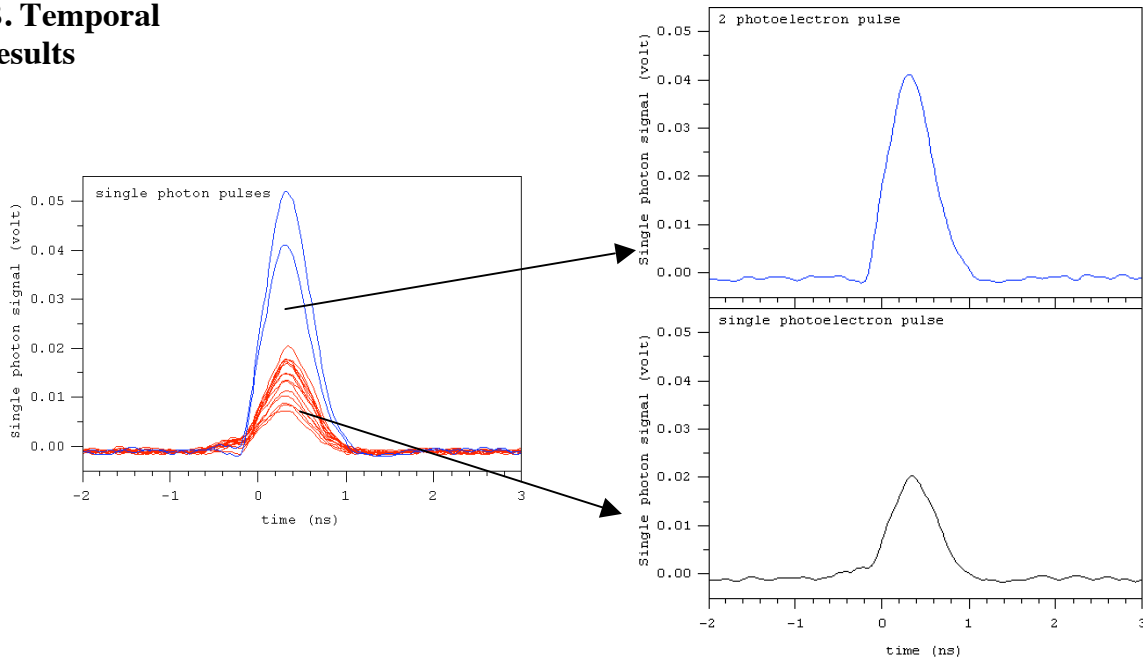 . Temporal
esults
single photon pulses
Single photon signal (volt)
0.05
0.04
0.03
0.02
0.01
0.00
-2 -1 0 1 2 3
time (ns)
2 photoelectron pulse
Single photon signal (volt)
0.05
0.04
0.03
0.02
0.01
0.00
single photoelectron pulse
Single photon signal (volt)
0.05
0.04
0.03
0.02
0.01
0.00
-2 -1 0 1 2 3
time (ns)